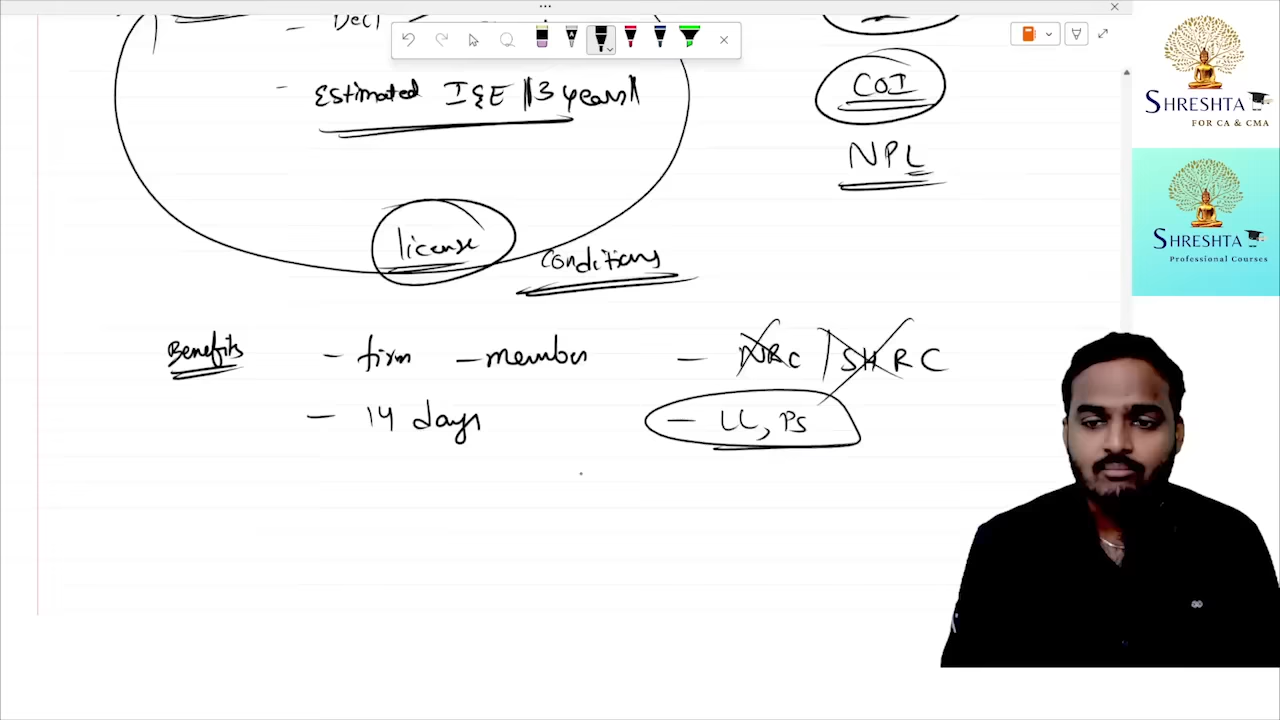 - Decl
- Estimated I&E |3 years|
COI
NPL
license
conditions
Benefits - firm - member - NRC | SHRC
- 14 days - LL, PS
SHRESHTA
FOR CA & CMA
SHRESHTA
Professional Courses